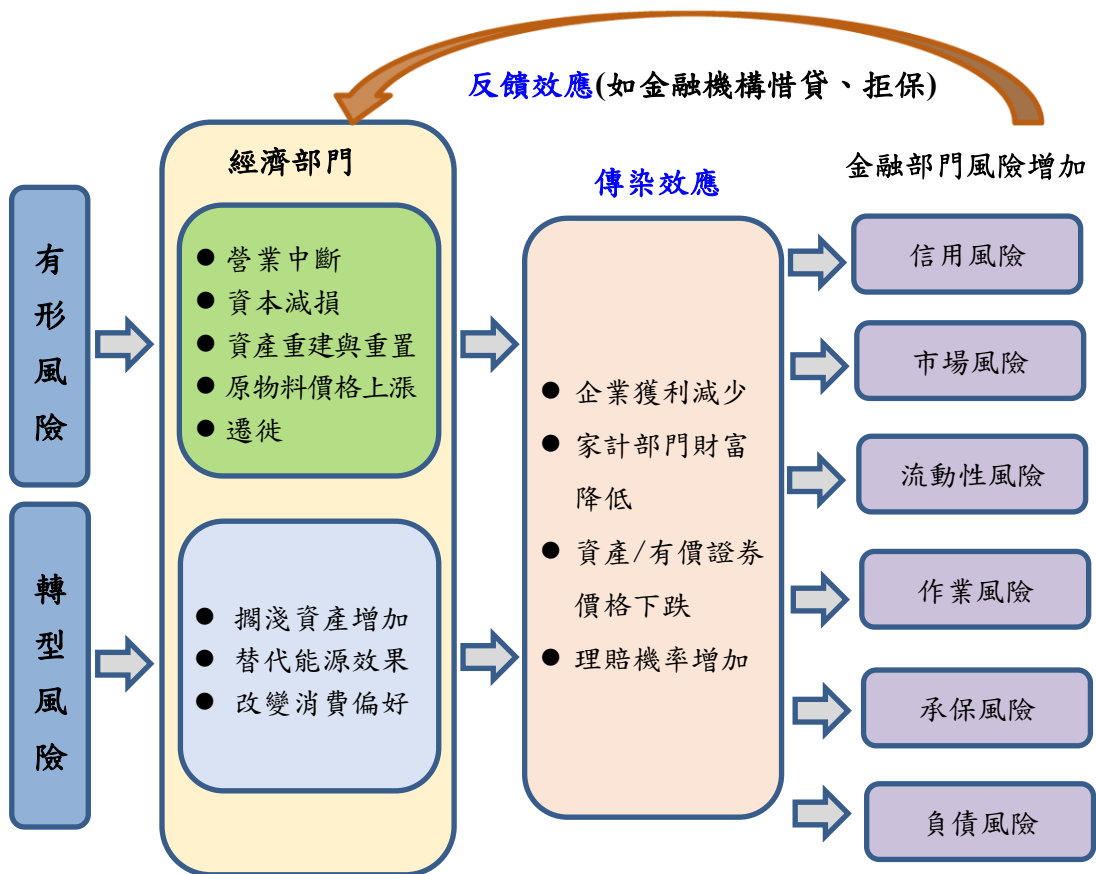 反饋效應(如金融機構惜貸、拒保)
有形風險
轉型風險
經濟部門
● 營業中斷
● 資本減損
● 資產重建與重置
● 原物料價格上漲
● 遷徙
擱淺資產增加
● 替代能源效果
● 改變消費偏好
傳染效應
● 企業獲利減少
● 家計部門財富
降低
● 資產/有價證券
價格下跌
● 理賠機率增加
金融部門風險增加
信用風險
市場風險
流動性風險
作業風險
承保風險
負債風險